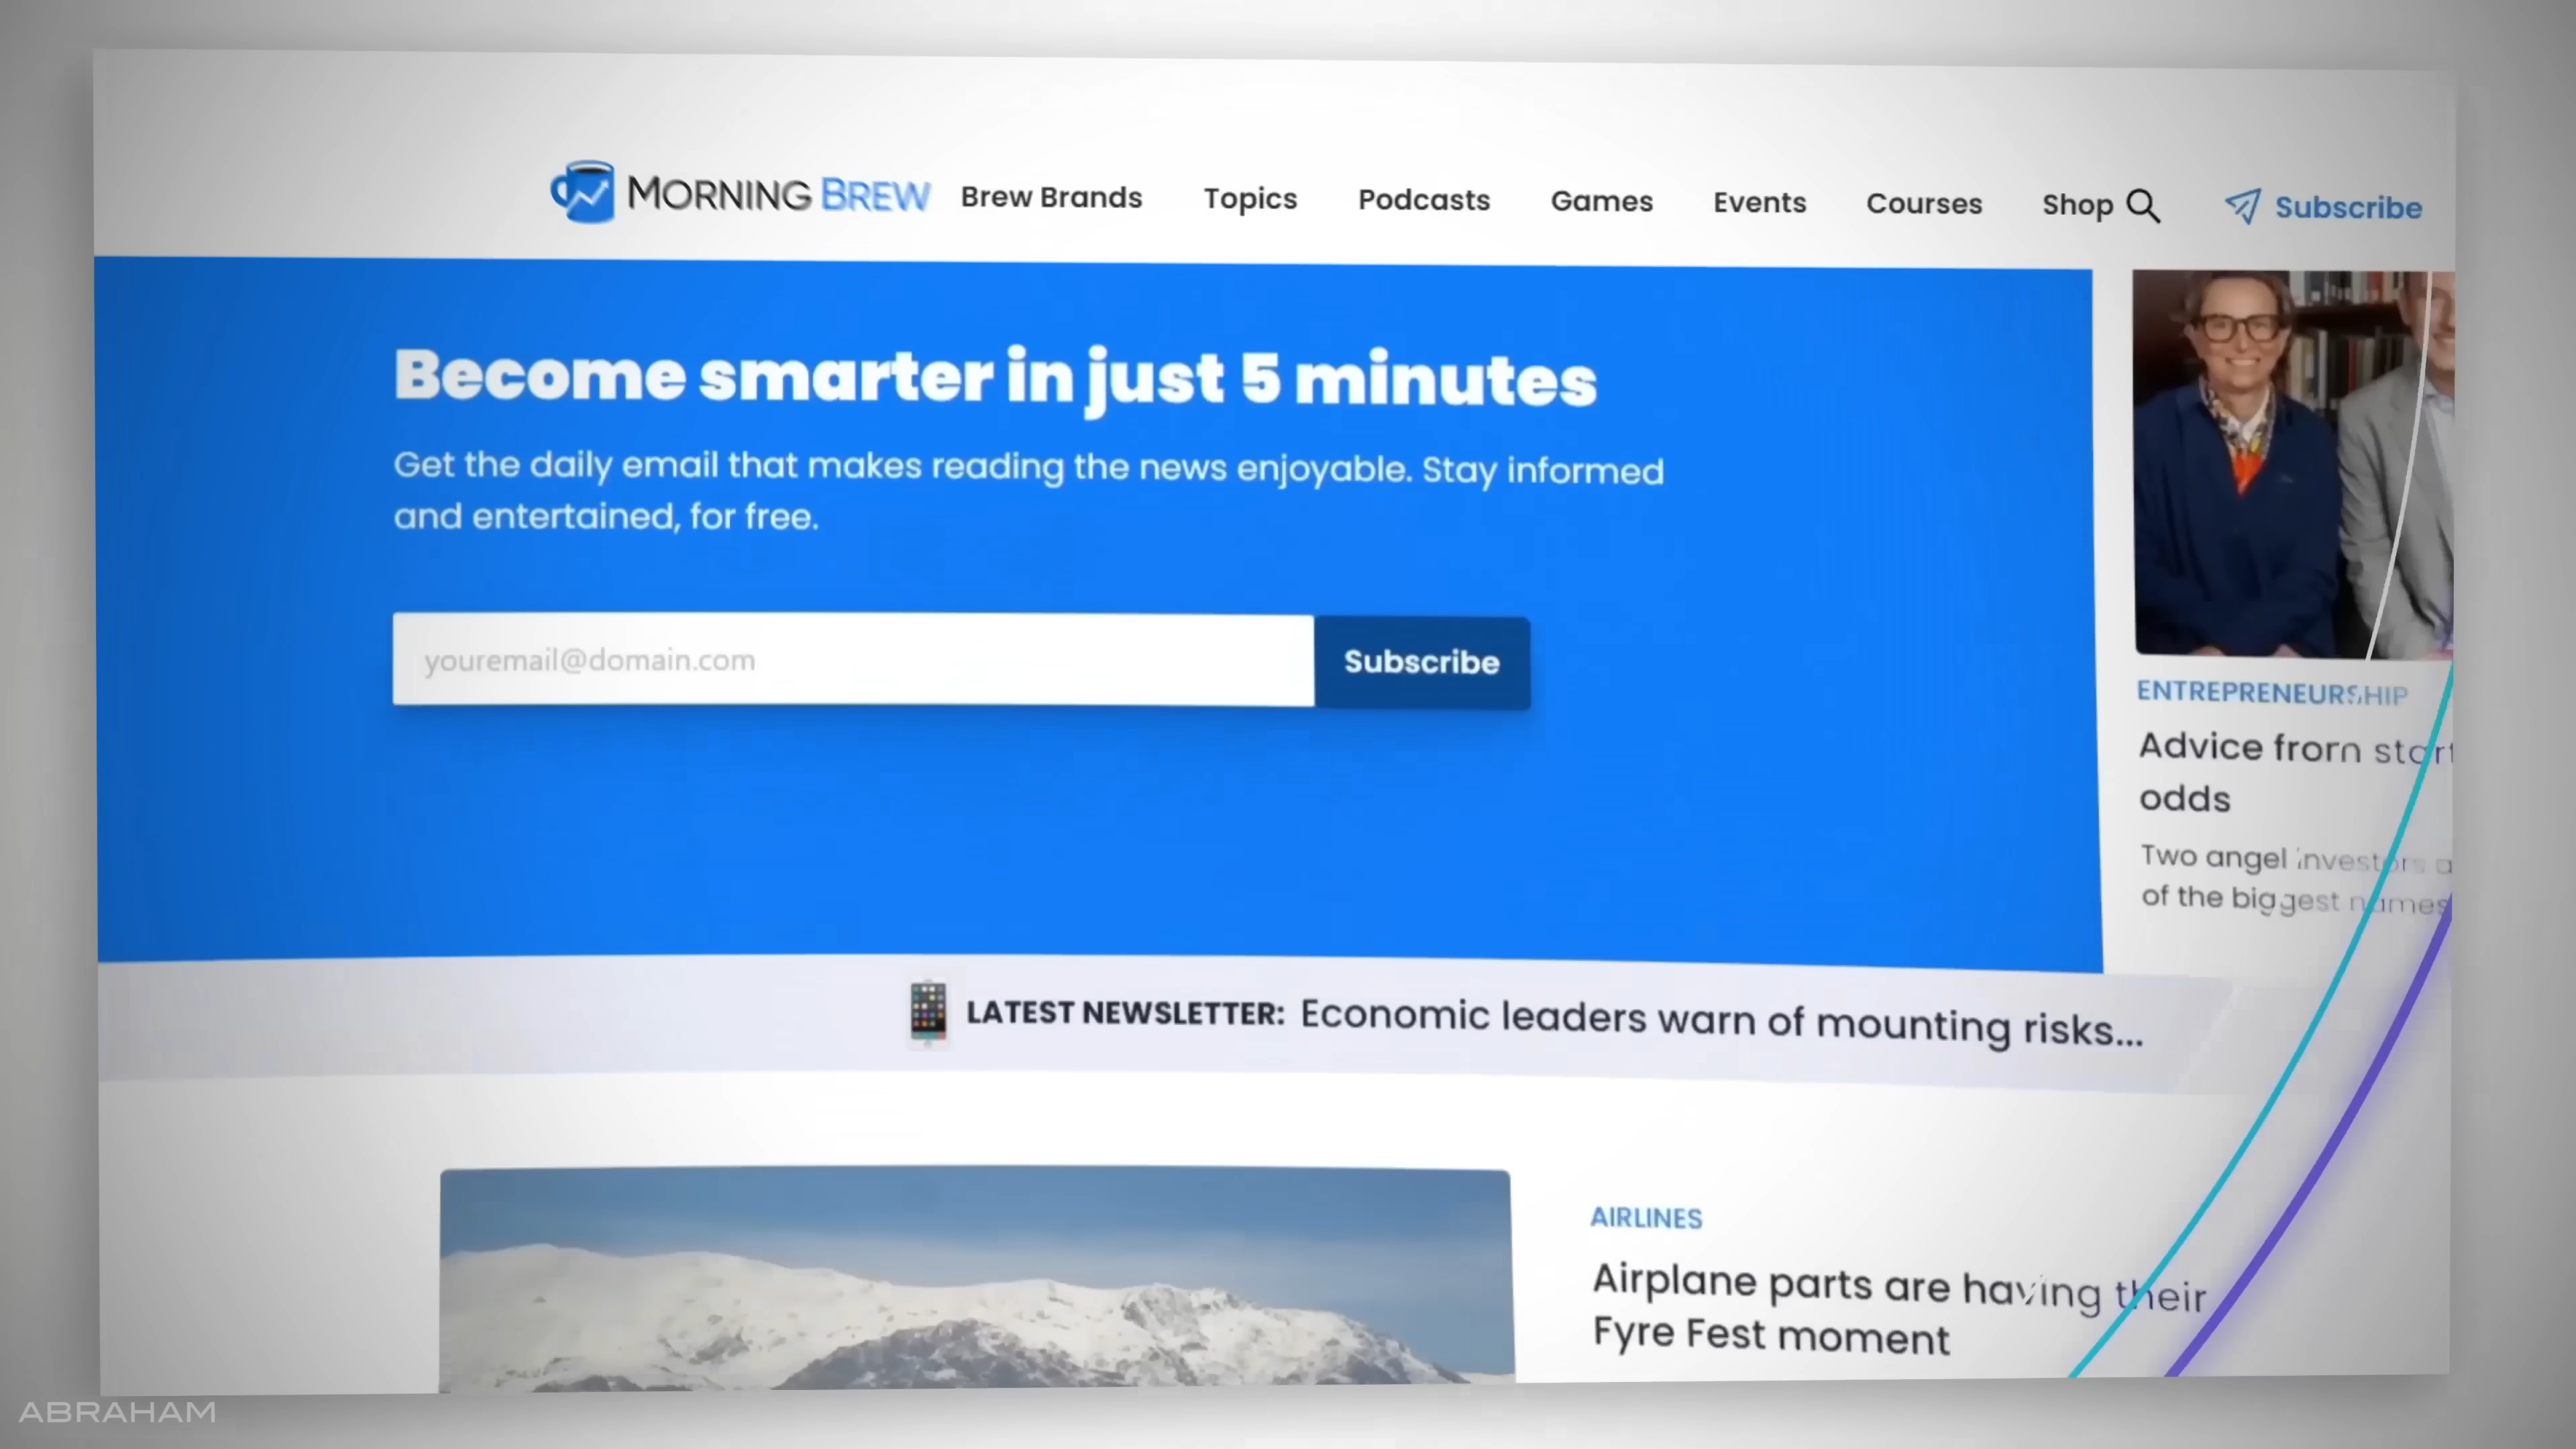 MORNING BREW
Brew Brands
Topics
Podcasts
Games
Events
Courses
Shop
Subscribe
Become smarter in just 5 minutes
Get the daily email that makes reading the news enjoyable. Stay informed
and entertained, for free.
youremail@domain.com
Subscribe
ENTREPRENEURSHIP
Advice from
odds
Two angel investors
of the biggest names
LATEST NEWSLETTER: Economic leaders warn of mounting risks...
AIRLINES
Airplane parts are having their
Fyre Fest moment
ABRAHAM